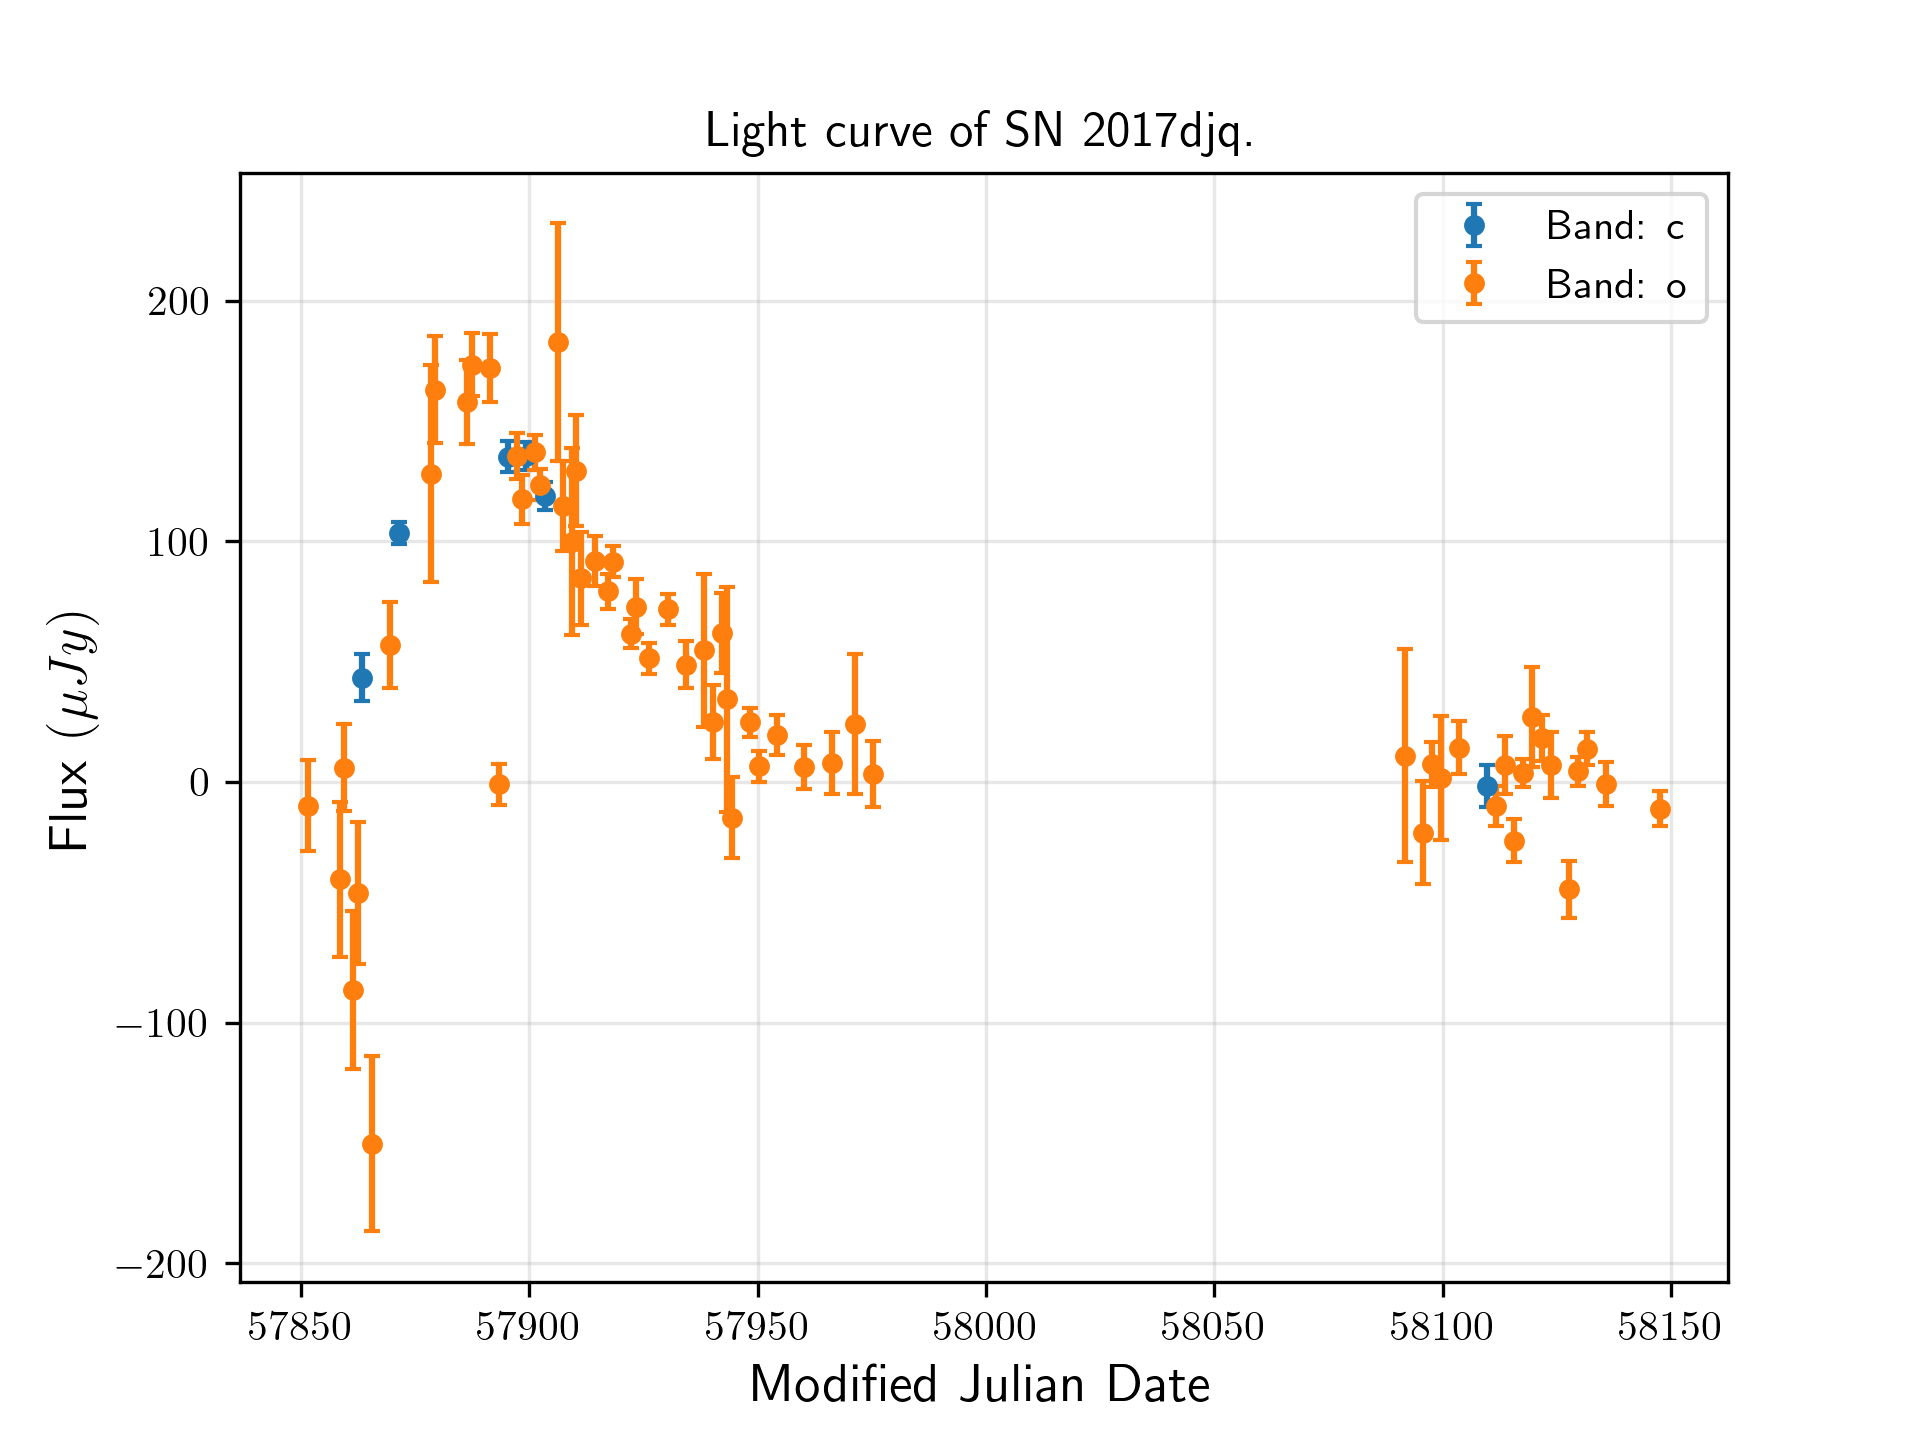 Light curve of SN 2017djq.
Band: c
Band: o
200
100
0
−100
−200
Flux (μJy)
57850 57900 57950 58000 58050 58100 58150
Modified Julian Date